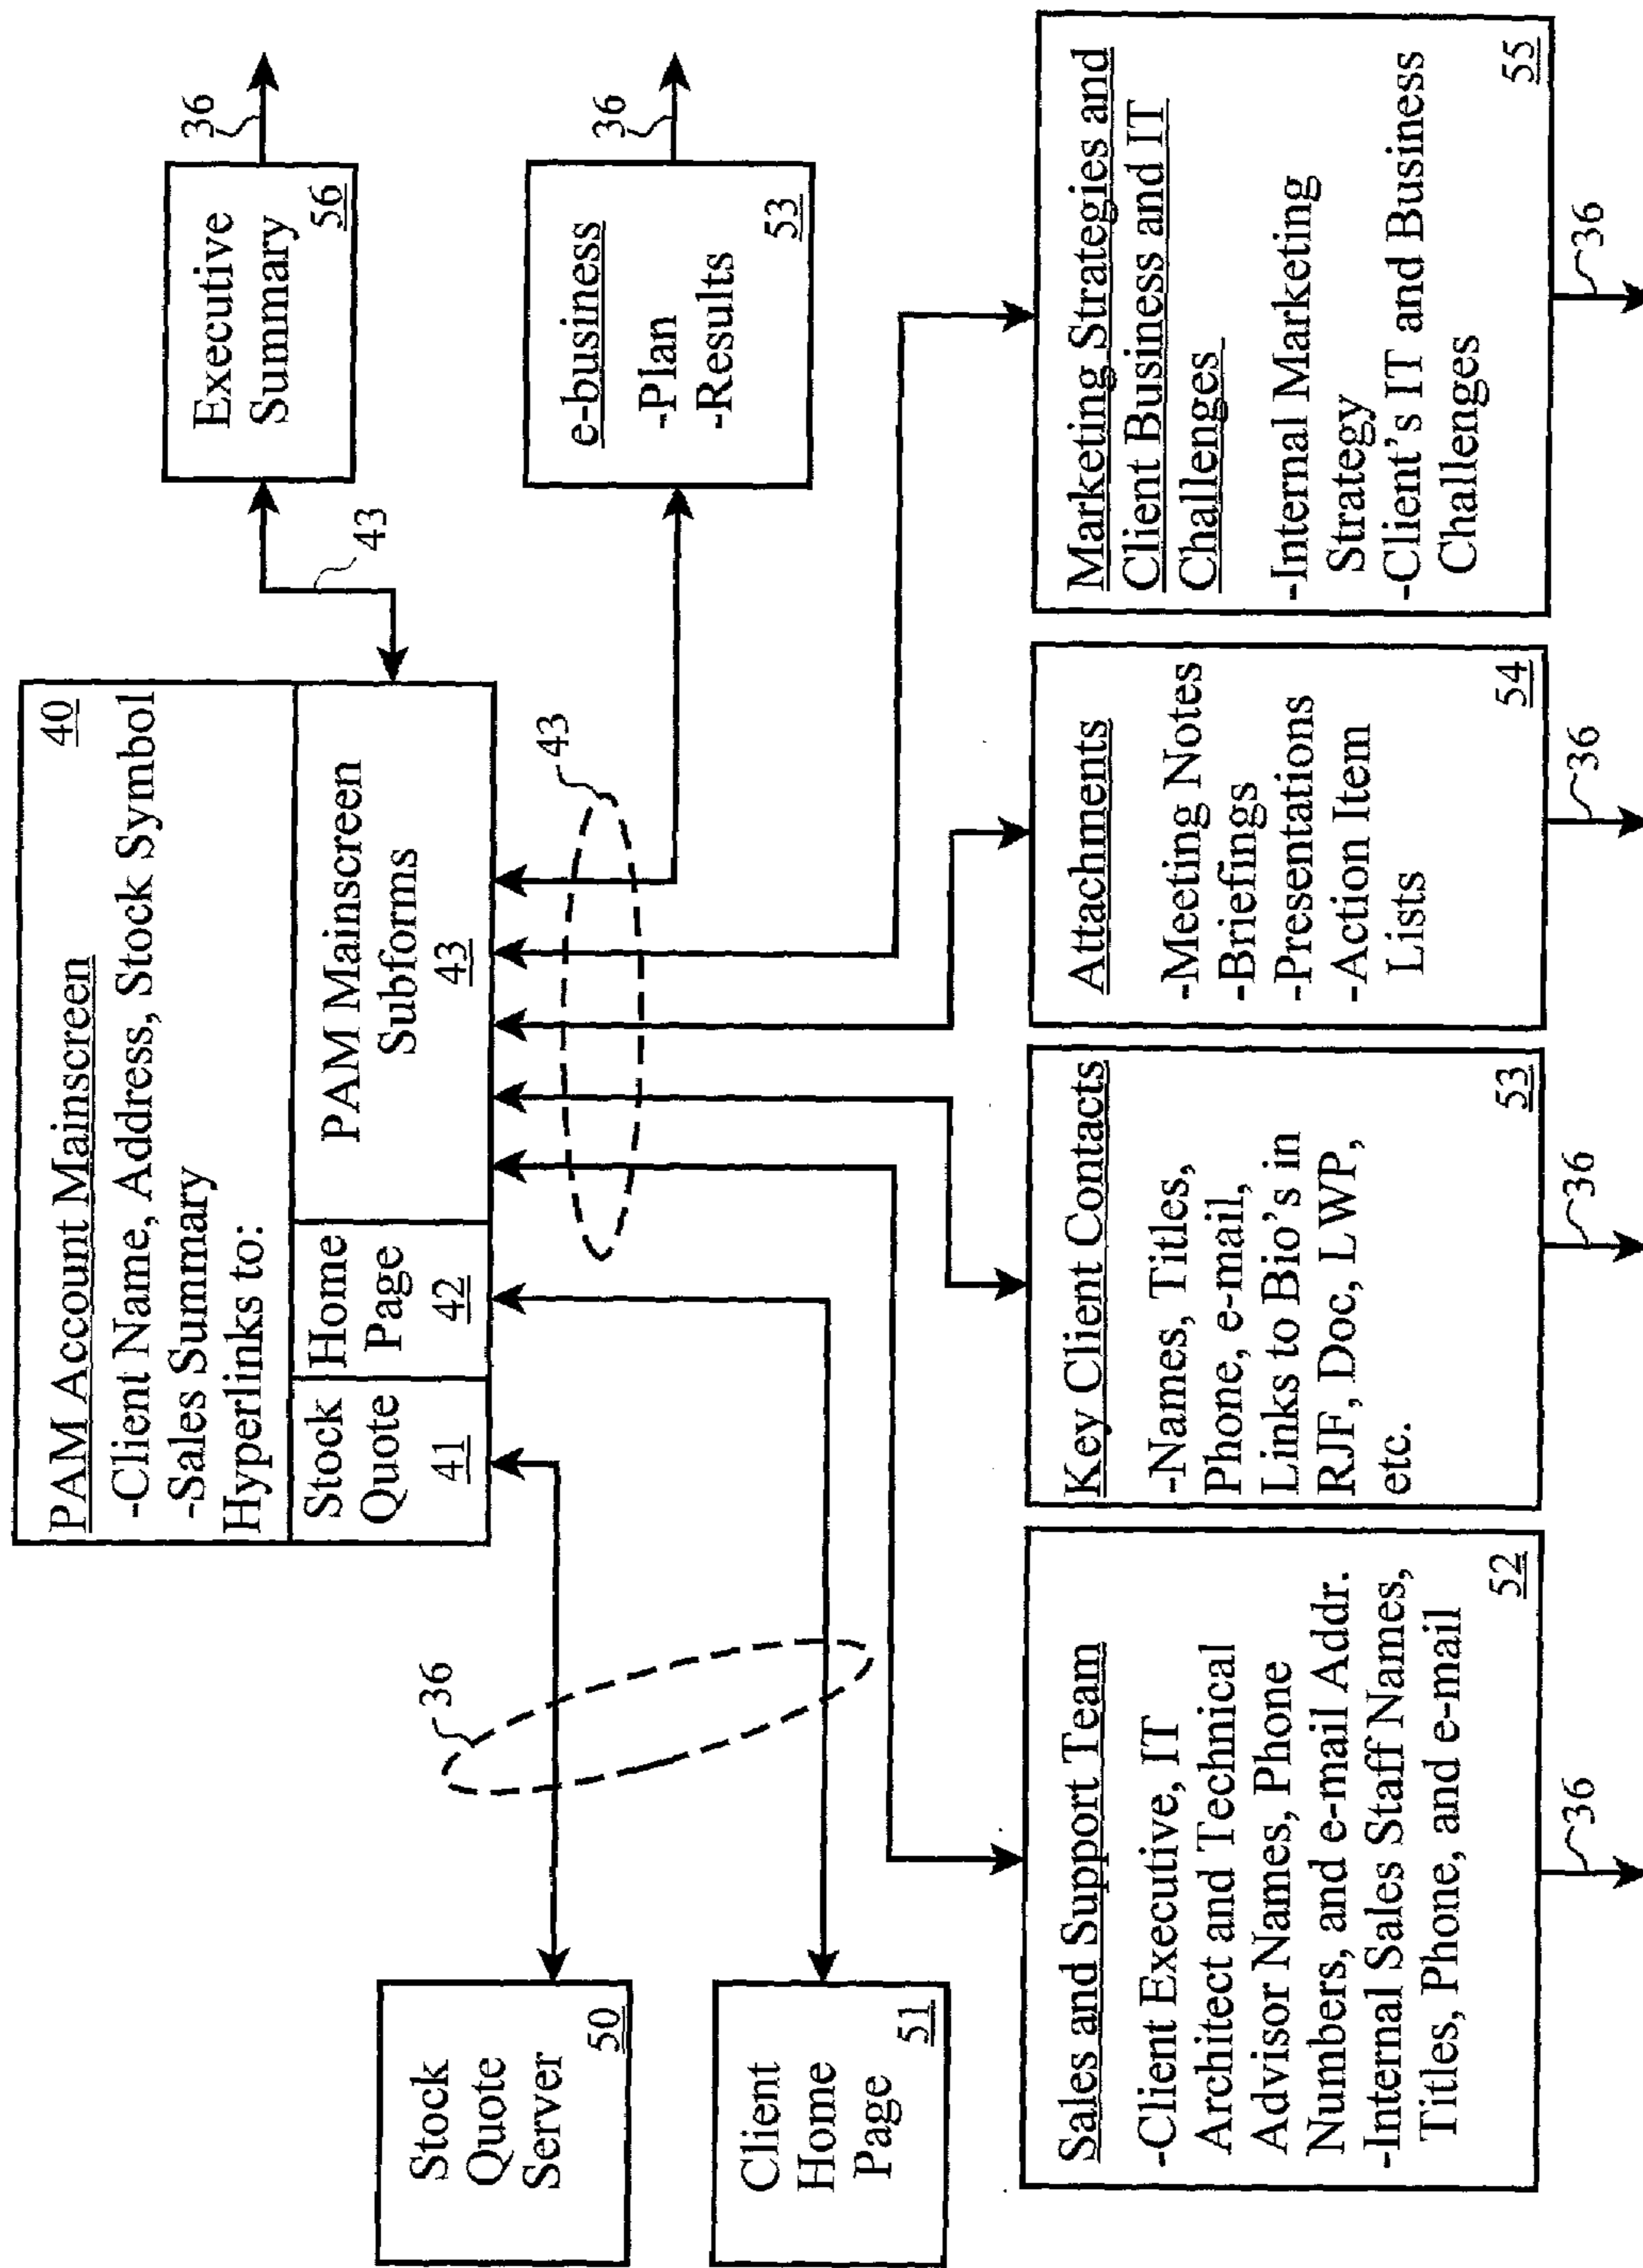 PAM Account Mainscreen
40
-Client Name, Address, Stock Symbol
-Sales Summary
Hyperlinks to:
Stock
Quote
41
Home
Page
42
PAM Mainscreen
Subforms
43
43
Executive
Summary
56
36
36
Stock
Quote
Server
50
43
e-business
-Plan
-Results
53
36
Client
Home
Page
51
Sales and Support Team
-Client Executive, IT
Architect and Technical
Advisor Names, Phone
Numbers, and e-mail Addr.
-Internal Sales Staff Names,
Titles, Phone, and e-mail
52
36
Key Client Contacts
-Names, Titles,
Phone, e-mail,
Links to Bio's in
RJF, Doc, LWP,
etc.
53
36
Attachments
-Meeting Notes
-Briefings
-Presentations
-Action Item
Lists
54
36
Marketing Strategies and
Client Business and IT
Challenges
-Internal Marketing
Strategy
-Client's IT and Business
Challenges
55
36